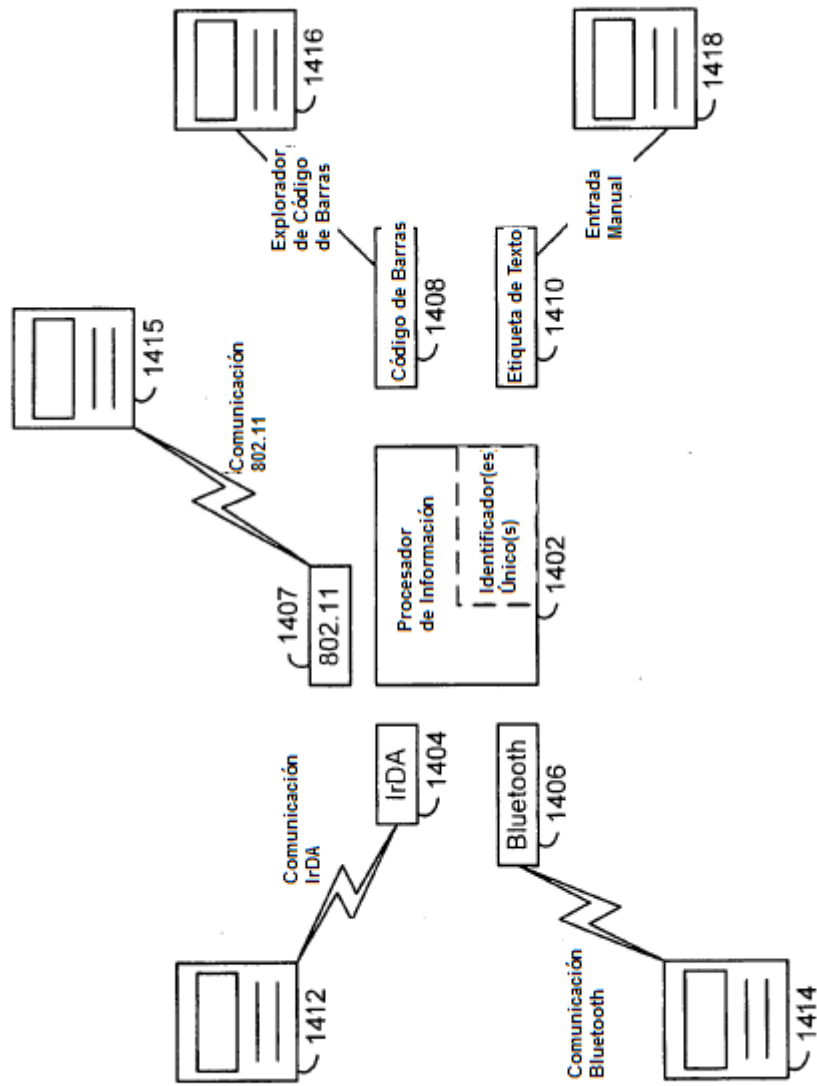 1415
Comunicación
802.11
1407
802.11
1412
Comunicación
IrDA
IrDA
1404
Procesador
de Información
Identificador(es)
Único(s)
1402
Código de Barras
1408
Explorador
de Código
de Barras
1416
Bluetooth
1406
Comunicación
Bluetooth
1414
Etiqueta de Texto
1410
Entrada
Manual
1418